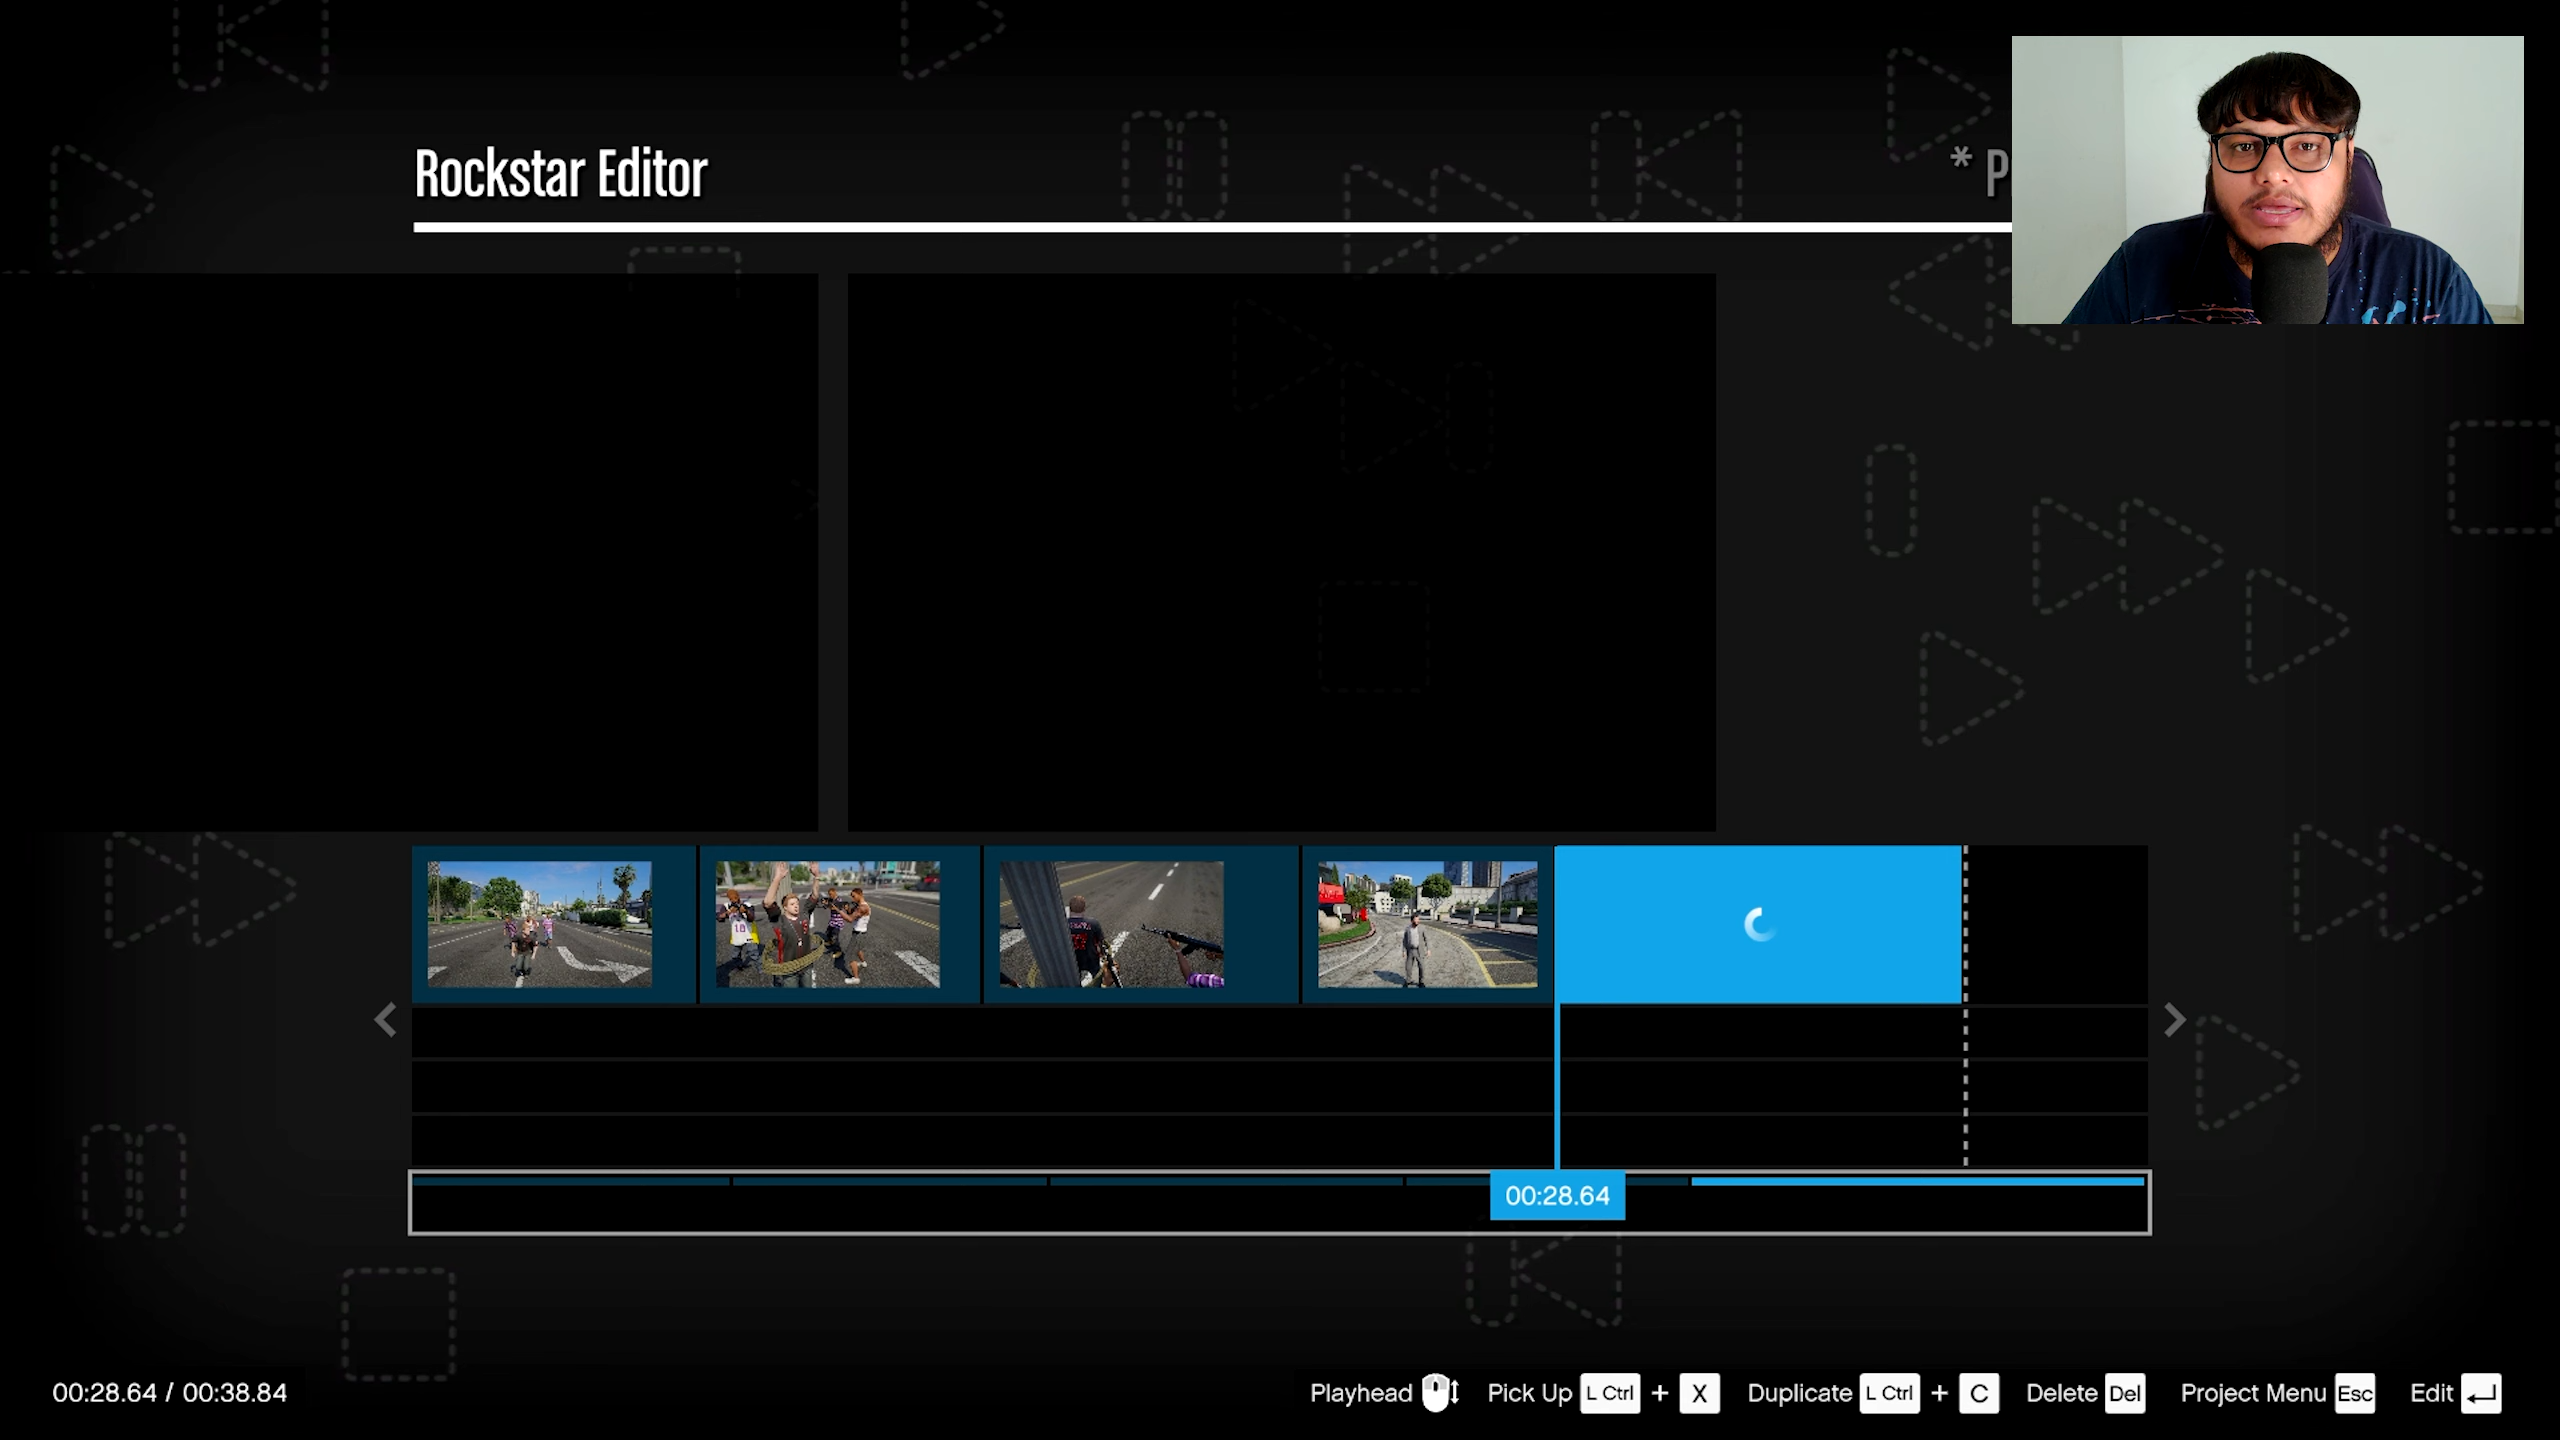 Rockstar Editor
* P
00:28.64
00:28.64 / 00:38.84
Playhead Pick Up L Ctrl + X Duplicate L Ctrl + C Delete Del Project Menu Esc Edit